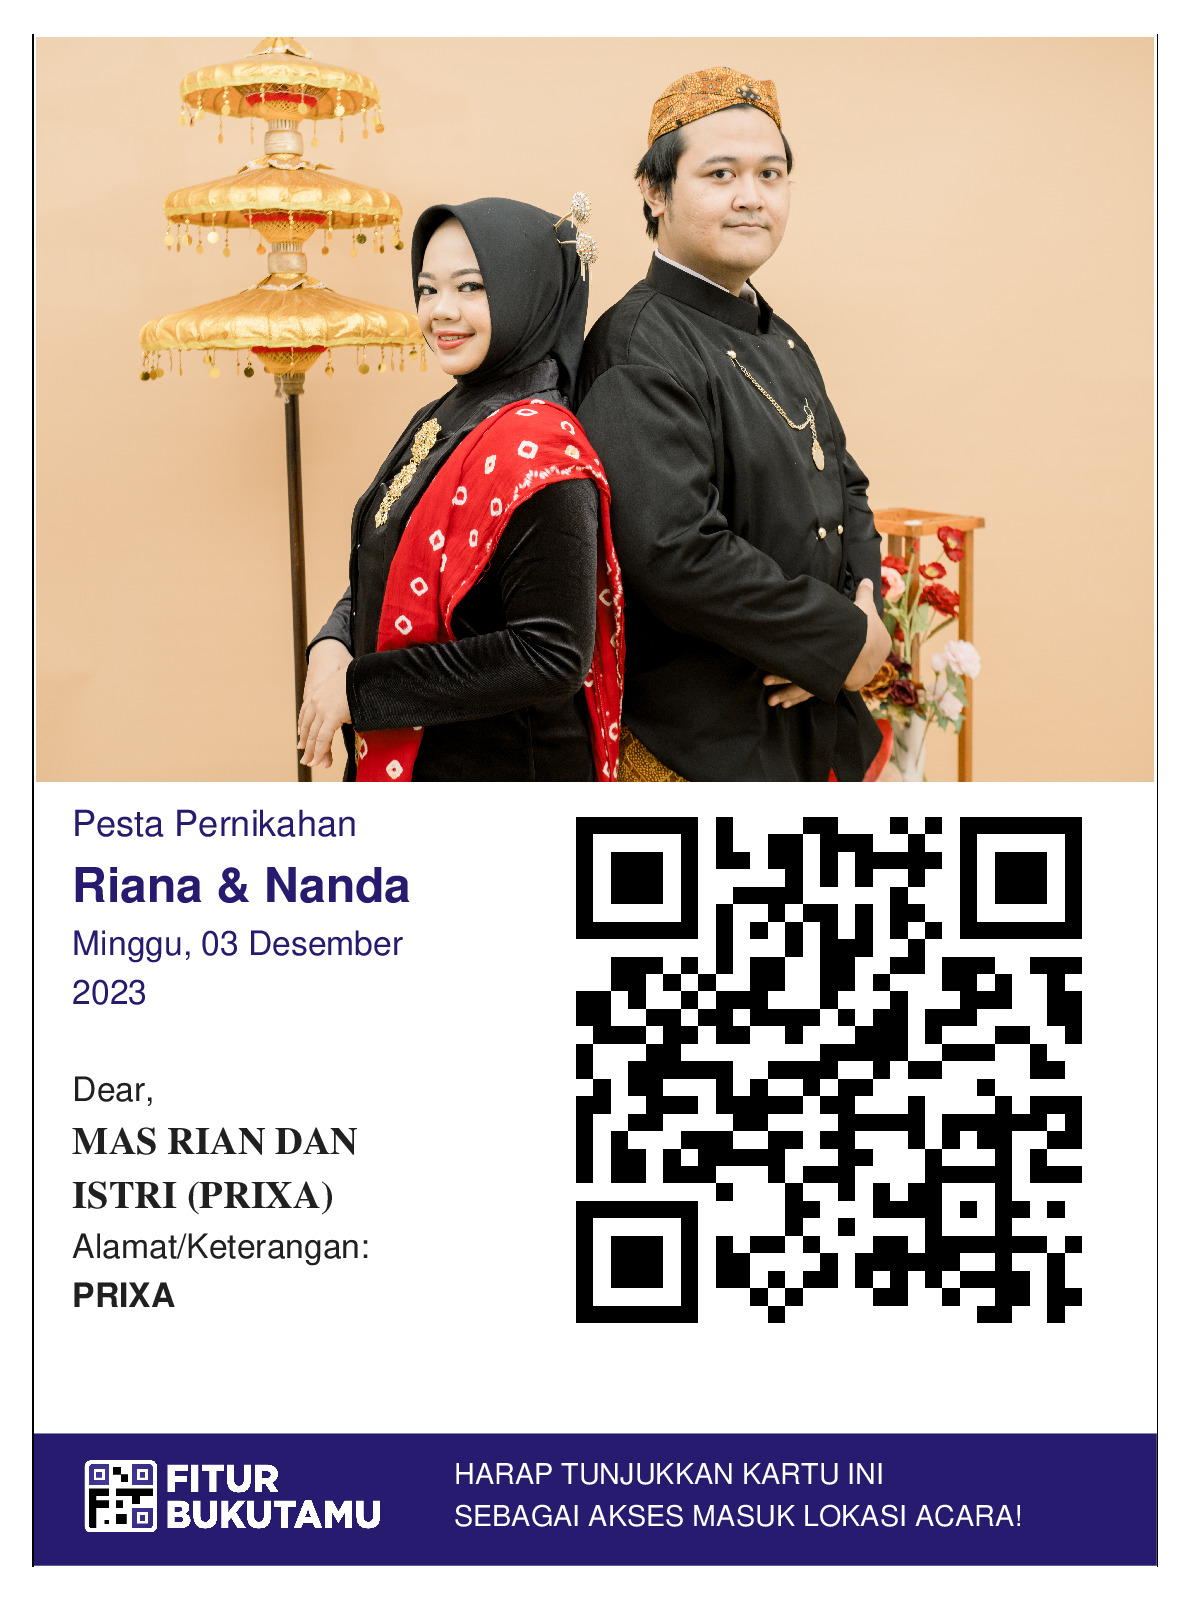 Pesta Pernikahan
Riana & Nanda
Minggu, 03 Desember
2023
Dear,
MAS RIAN DAN
ISTRI (PRIXA)
Alamat/Keterangan:
PRIXA
FiT
FITUR
BUKUTAMU
HARAP TUNJUKKAN KARTU INI
SEBAGAI AKSES MASUK LOKASI ACARA!